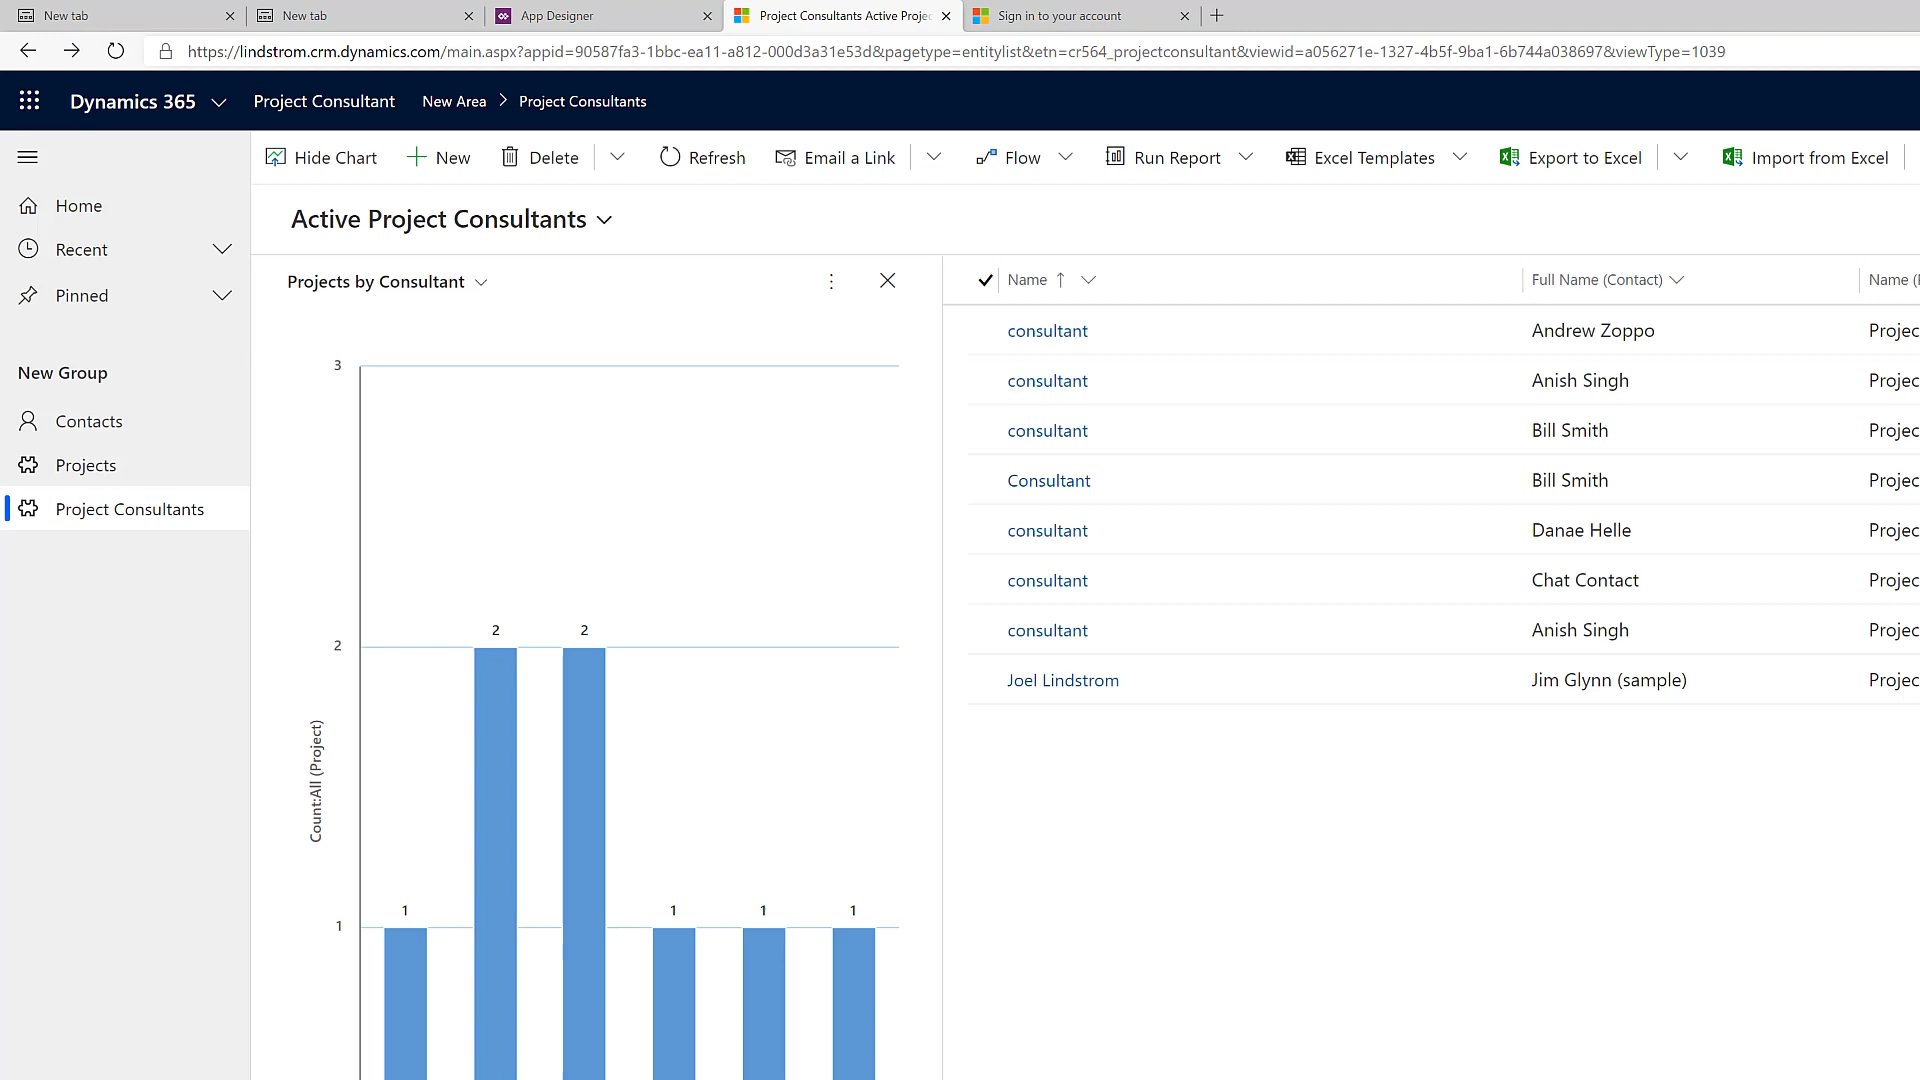 New tab
New tab
App Designer
Project Consultants Active Projec
Sign in to your account
https://lindstrom.crm.dynamics.com/main.aspx?appid=90587fa3-1bbc-ea11-a812-000d3a31e53d&pagetype=entitylist&etn=cr564_projectconsultant&viewid=a056271e-1327-4b5f-9ba1-6b744a038697&viewType=1039
Dynamics 365
Project Consultant
New Area > Project Consultants
Hide Chart
New
Delete
Refresh
Email a Link
Flow
Run Report
Excel Templates
Export to Excel
Import from Excel
Home
Recent
Pinned
New Group
Contacts
Projects
Project Consultants
Active Project Consultants
Projects by Consultant
3
2
1
Count:All (Project)
1
2
2
1
1
1
Name ↑
Full Name (Contact)
Name (
consultant Andrew Zoppo Projec
consultant Anish Singh Projec
consultant Bill Smith Projec
Consultant Bill Smith Projec
consultant Danae Helle Projec
consultant Chat Contact Projec
consultant Anish Singh Projec
Joel Lindstrom Jim Glynn (sample) Projec